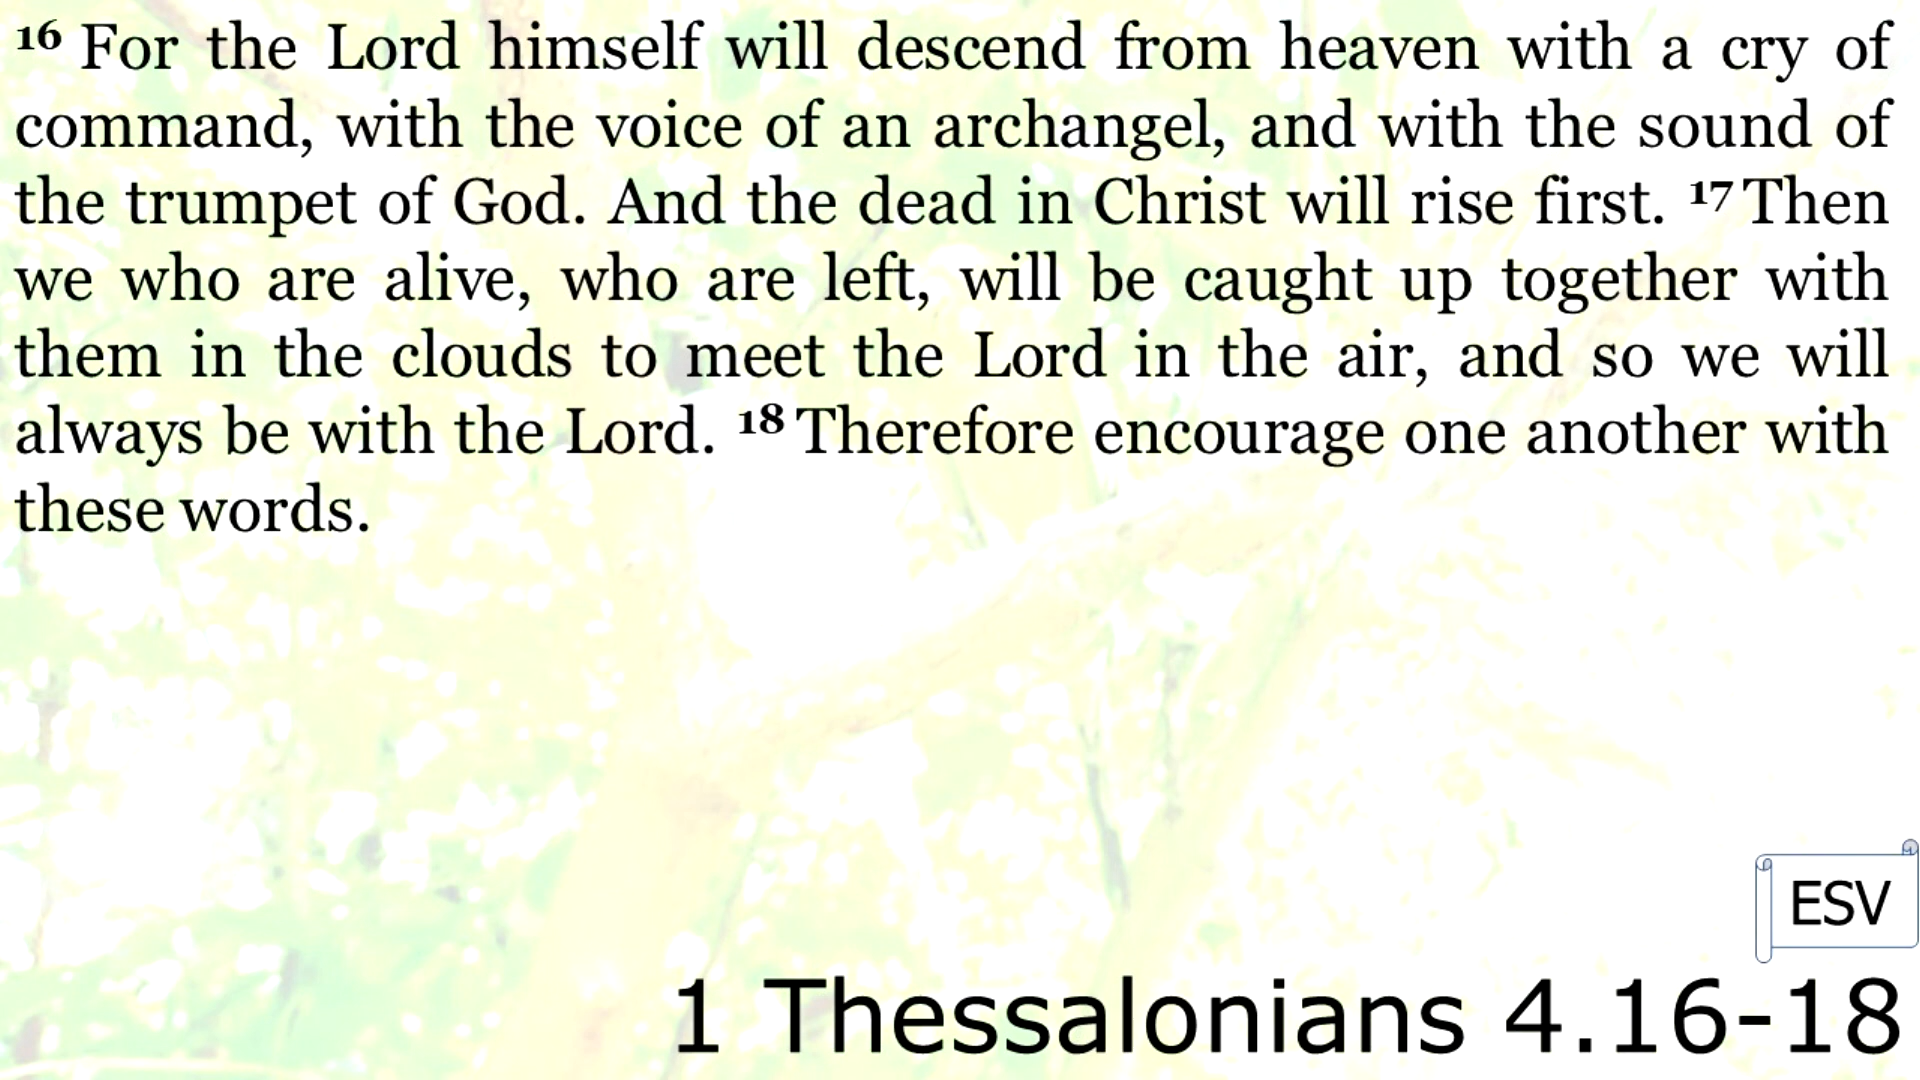 16 For the Lord himself will descend from heaven with a cry of
command, with the voice of an archangel, and with the sound of
the trumpet of God. And the dead in Christ will rise first. 17 Then
we who are alive, who are left, will be caught up together with
them in the clouds to meet the Lord in the air, and so we will
always be with the Lord. 18 Therefore encourage one another with
these words.
ESV
1 Thessalonians 4.16-18